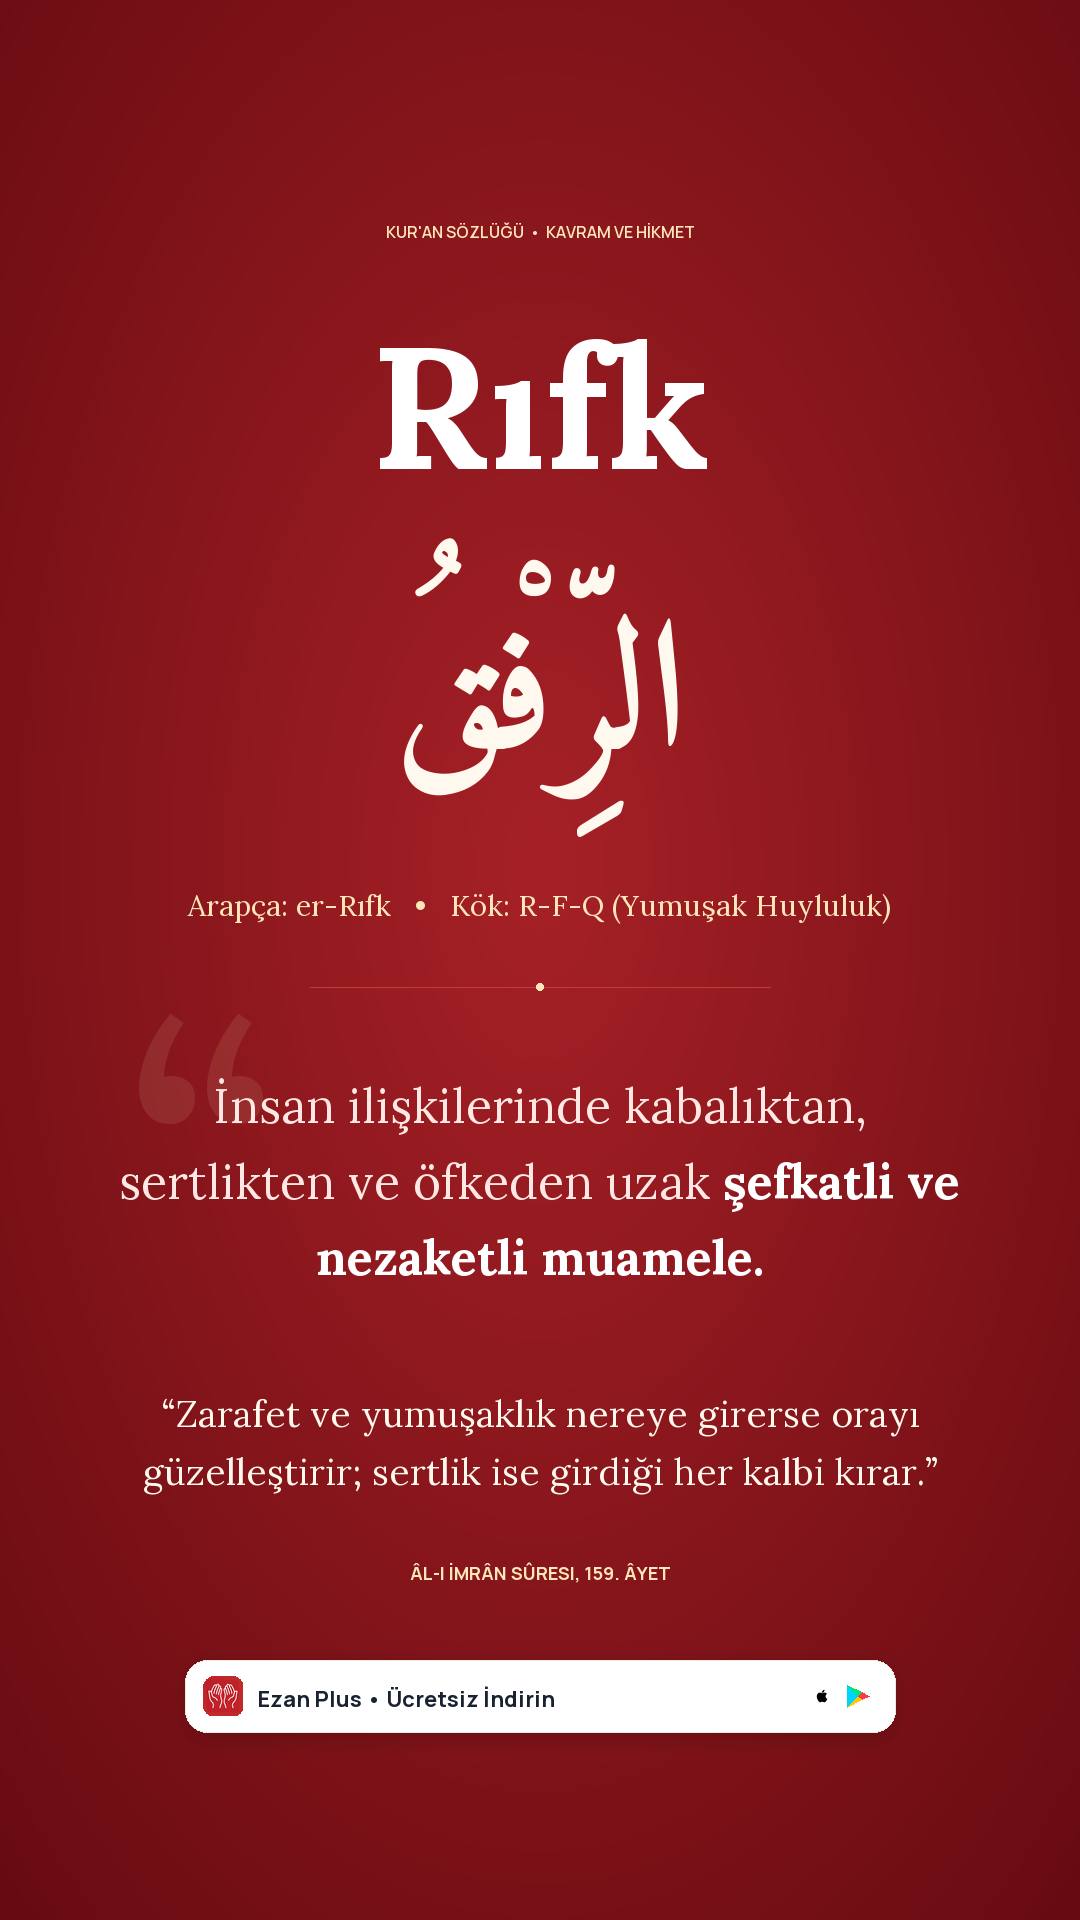 KUR'AN SÖZLÜĞÜ • KAVRAM VE HİKMET
Rıfk
الرِّفْقُ
Arapça: er-Rıfk • Kök: R-F-Q (Yumuşak Huyluluk)
“
İnsan ilişkilerinde kabalıktan,
sertlikten ve öfkeden uzak şefkatli ve
nezaketli muamele.
“Zarafet ve yumuşaklık nereye girerse orayı
güzelleştirir; sertlik ise girdiği her kalbi kırar.”
ÂL-I İMRÂN SÛRESI, 159. ÂYET
Ezan Plus • Ücretsiz İndirin